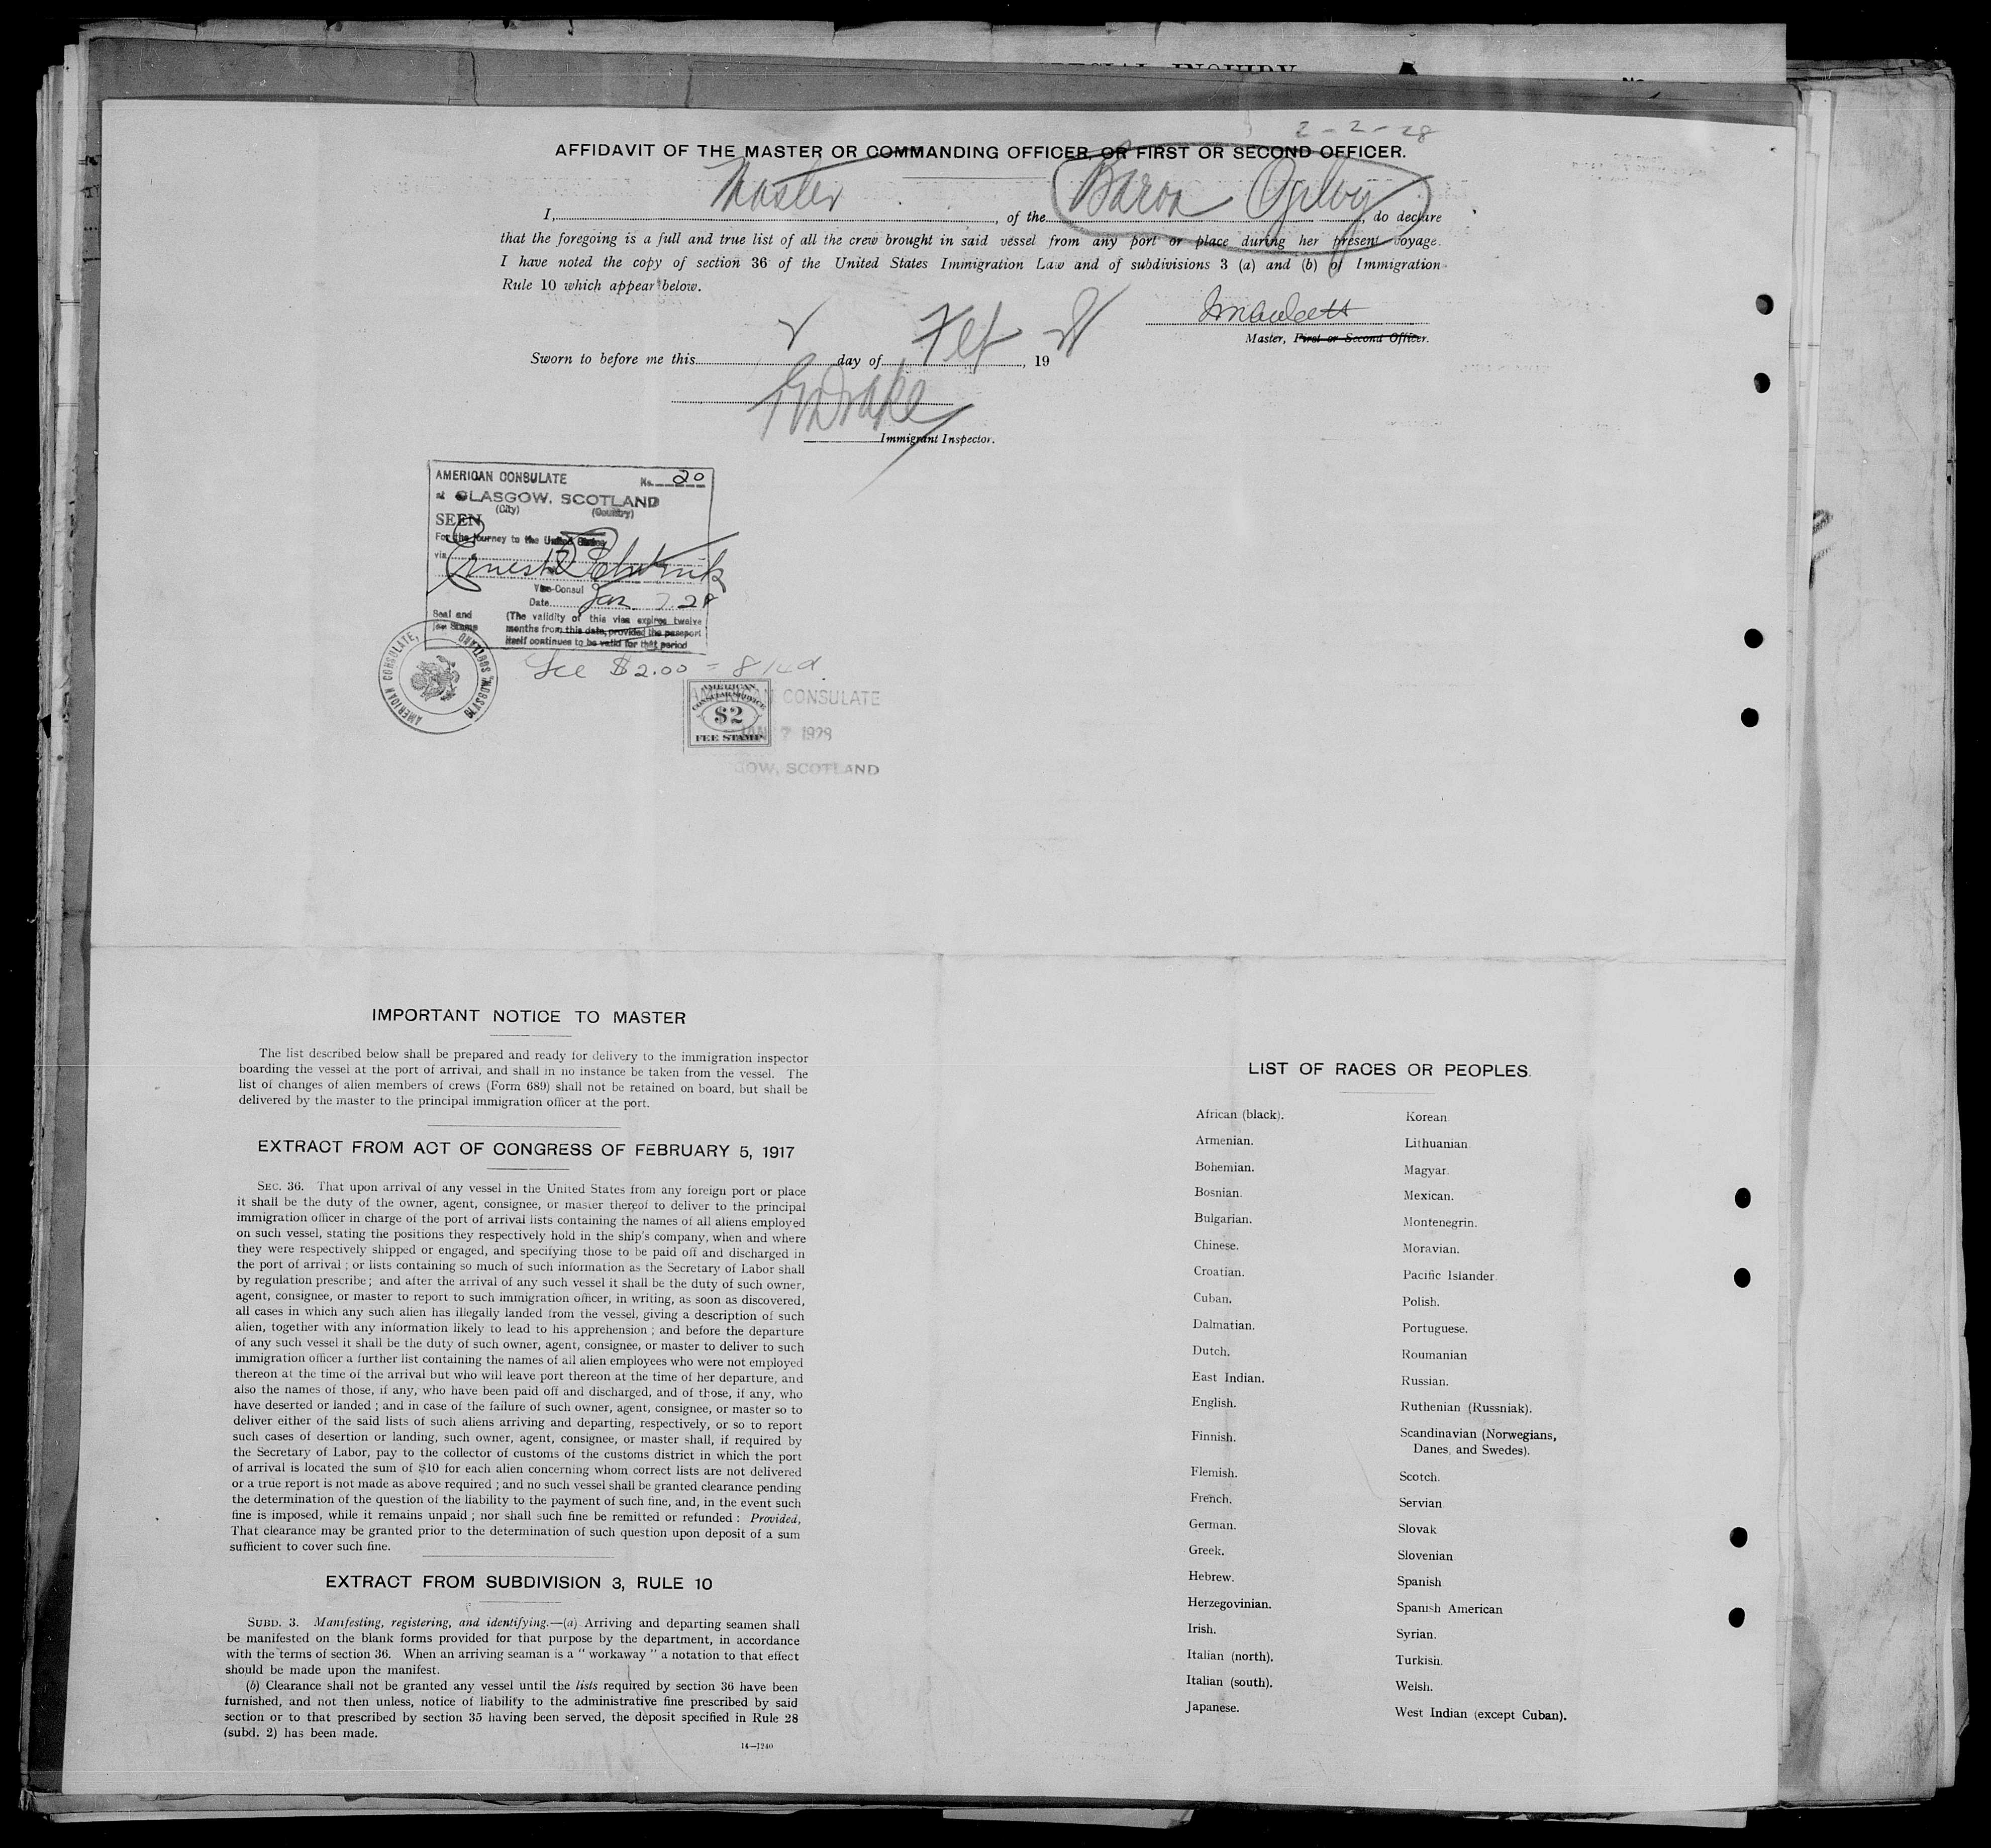 SPECIAL INQUIRY
No.
2-2-28
AFFIDAVIT OF THE MASTER OR COMMANDING OFFICER, OR FIRST OR SECOND OFFICER.
I, Master, of the Baron Ogilvy, do declare
that the foregoing is a full and true list of all the crew brought in said vessel from any port or place during her present voyage.
I have noted the copy of section 36 of the United States Immigration Law and of subdivisions 3 (a) and (b) of Immigration
Rule 10 which appear below.
Master, First or Second Officer.
Sworn to before me this 2 day of Feb, 19 28
Drake
Immigrant Inspector.
AMERICAN CONSULATE No. 20
at GLASGOW, SCOTLAND
(City) (Country)
SEEN
For the journey to the United States
via
Ernest
Vice-Consul
Date Jan 7 28
Seal and
fee Stamp
(The validity of this visa expires twelve
months from this date, provided the passport
itself continues to be valid for that period
AMERICAN CONSULATE, GLASGOW, SCOTLAND
Fee $2.00 =
AMERICAN
CONSULAR SERVICE
$2
FEE STAMP
AMERICAN CONSULATE
JAN 7 1928
GLASGOW, SCOTLAND
IMPORTANT NOTICE TO MASTER
The list described below shall be prepared and ready for delivery to the immigration inspector
boarding the vessel at the port of arrival, and shall in no instance be taken from the vessel. The
list of changes of alien members of crews (Form 689) shall not be retained on board, but shall be
delivered by the master to the principal immigration officer at the port.
EXTRACT FROM ACT OF CONGRESS OF FEBRUARY 5, 1917
SEC. 36. That upon arrival of any vessel in the United States from any foreign port or place
it shall be the duty of the owner, agent, consignee, or master thereof to deliver to the principal
immigration officer in charge of the port of arrival lists containing the names of all aliens employed
on such vessel, stating the positions they respectively hold in the ship's company, when and where
they were respectively shipped or engaged, and specifying those to be paid off and discharged in
the port of arrival ; or lists containing so much of such information as the Secretary of Labor shall
by regulation prescribe ; and after the arrival of any such vessel it shall be the duty of such owner,
agent, consignee, or master to report to such immigration officer, in writing, as soon as discovered,
all cases in which any such alien has illegally landed from the vessel, giving a description of such
alien, together with any information likely to lead to his apprehension ; and before the departure
of any such vessel it shall be the duty of such owner, agent, consignee, or master to deliver to such
immigration officer a further list containing the names of all alien employees who were not employed
thereon at the time of the arrival but who will leave port thereon at the time of her departure, and
also the names of those, if any, who have been paid off and discharged, and of those, if any, who
have deserted or landed ; and in case of the failure of such owner, agent, consignee, or master so to
deliver either of the said lists of such aliens arriving and departing, respectively, or so to report
such cases of desertion or landing, such owner, agent, consignee, or master shall, if required by
the Secretary of Labor, pay to the collector of customs of the customs district in which the port
of arrival is located the sum of $10 for each alien concerning whom correct lists are not delivered
or a true report is not made as above required ; and no such vessel shall be granted clearance pending
the determination of the question of the liability to the payment of such fine, and, in the event such
fine is imposed, while it remains unpaid ; nor shall such fine be remitted or refunded : Provided,
That clearance may be granted prior to the determination of such question upon deposit of a sum
sufficient to cover such fine.
EXTRACT FROM SUBDIVISION 3, RULE 10
SUBD. 3. Manifesting, registering, and identifying.—(a) Arriving and departing seamen shall
be manifested on the blank forms provided for that purpose by the department, in accordance
with the terms of section 36. When an arriving seaman is a " workaway " a notation to that effect
should be made upon the manifest.
(b) Clearance shall not be granted any vessel until the lists required by section 36 have been
furnished, and not then unless, notice of liability to the administrative fine prescribed by said
section or to that prescribed by section 35 having been served, the deposit specified in Rule 28
(subd. 2) has been made.
14—1240
LIST OF RACES OR PEOPLES.
African (black).
Armenian.
Bohemian.
Bosnian.
Bulgarian.
Chinese.
Croatian.
Cuban.
Dalmatian.
Dutch.
East Indian.
English.
Finnish.
Flemish.
French.
German.
Greek.
Hebrew.
Herzegovinian.
Irish.
Italian (north).
Italian (south).
Japanese.
Korean
Lithuanian
Magyar.
Mexican.
Montenegrin.
Moravian.
Pacific Islander.
Polish.
Portuguese.
Roumanian
Russian.
Ruthenian (Russniak).
Scandinavian (Norwegians,
Danes, and Swedes).
Scotch.
Servian
Slovak
Slovenian
Spanish
Spanish American
Syrian.
Turkish.
Welsh.
West Indian (except Cuban).